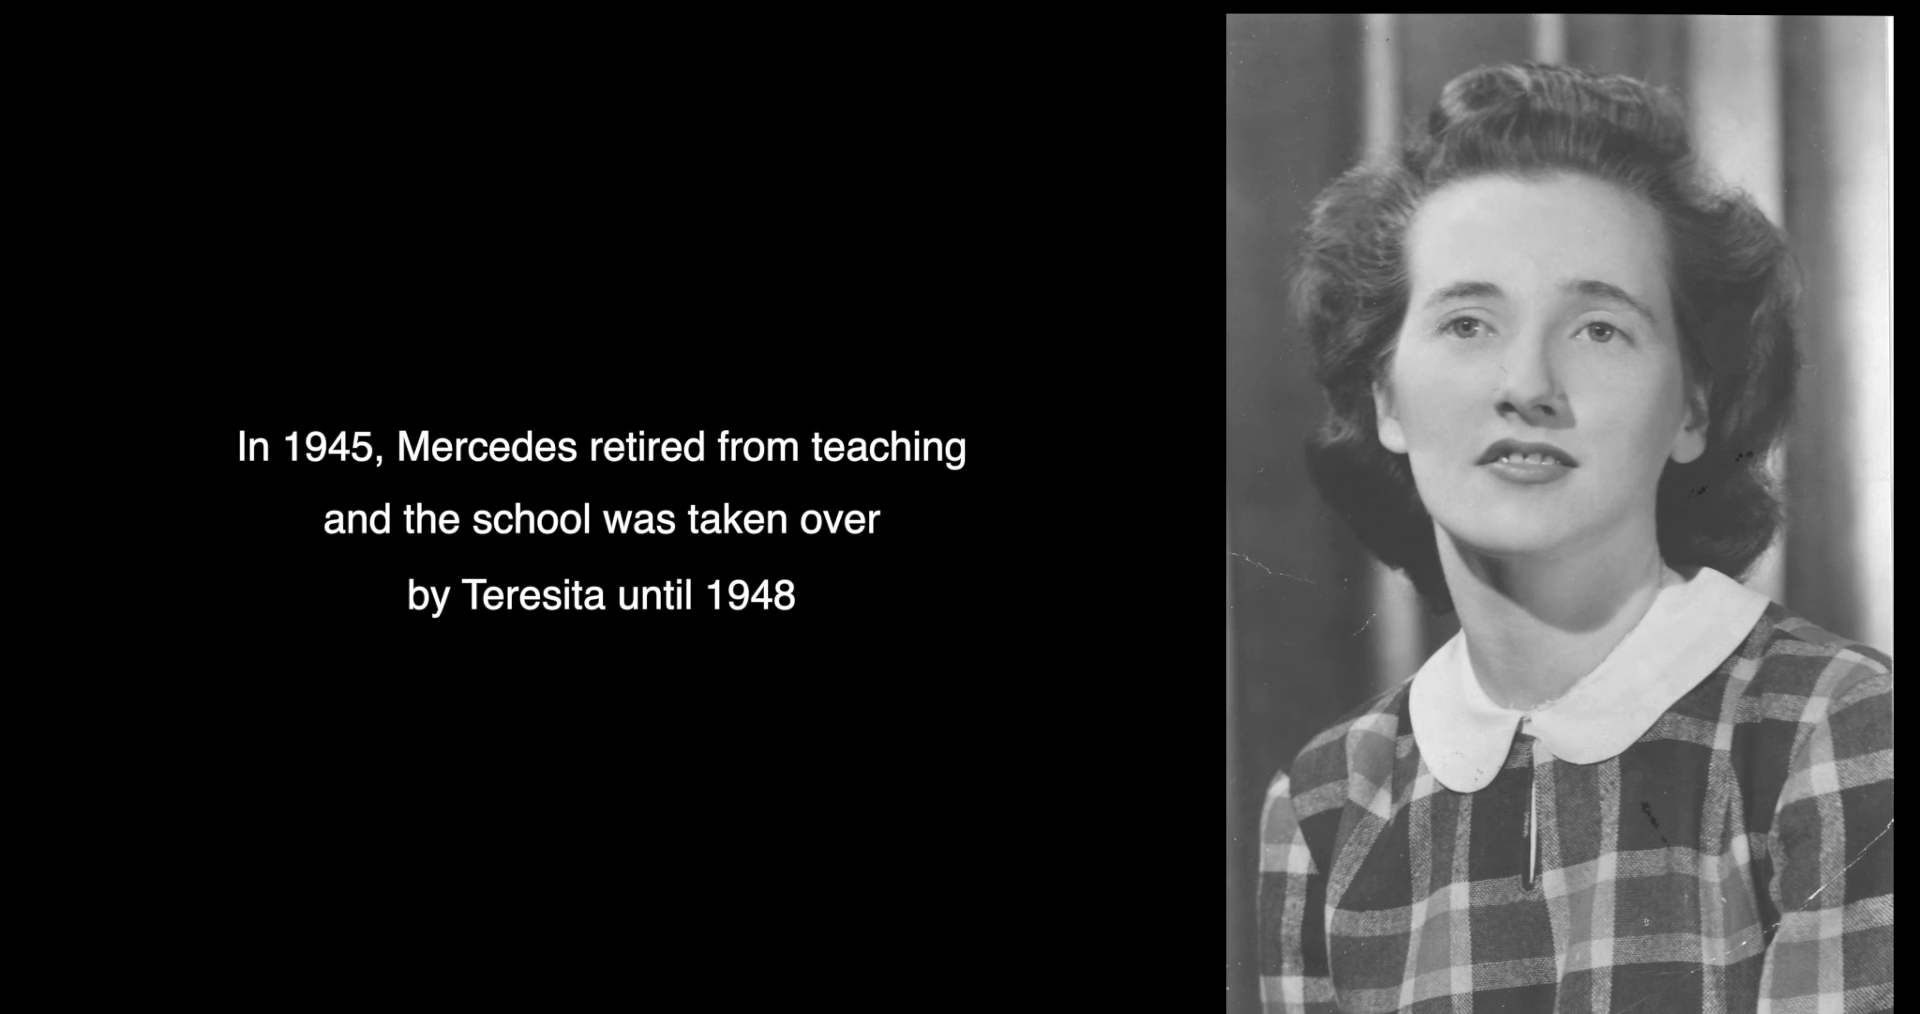 In 1945, Mercedes retired from teaching
and the school was taken over
by Teresita until 1948